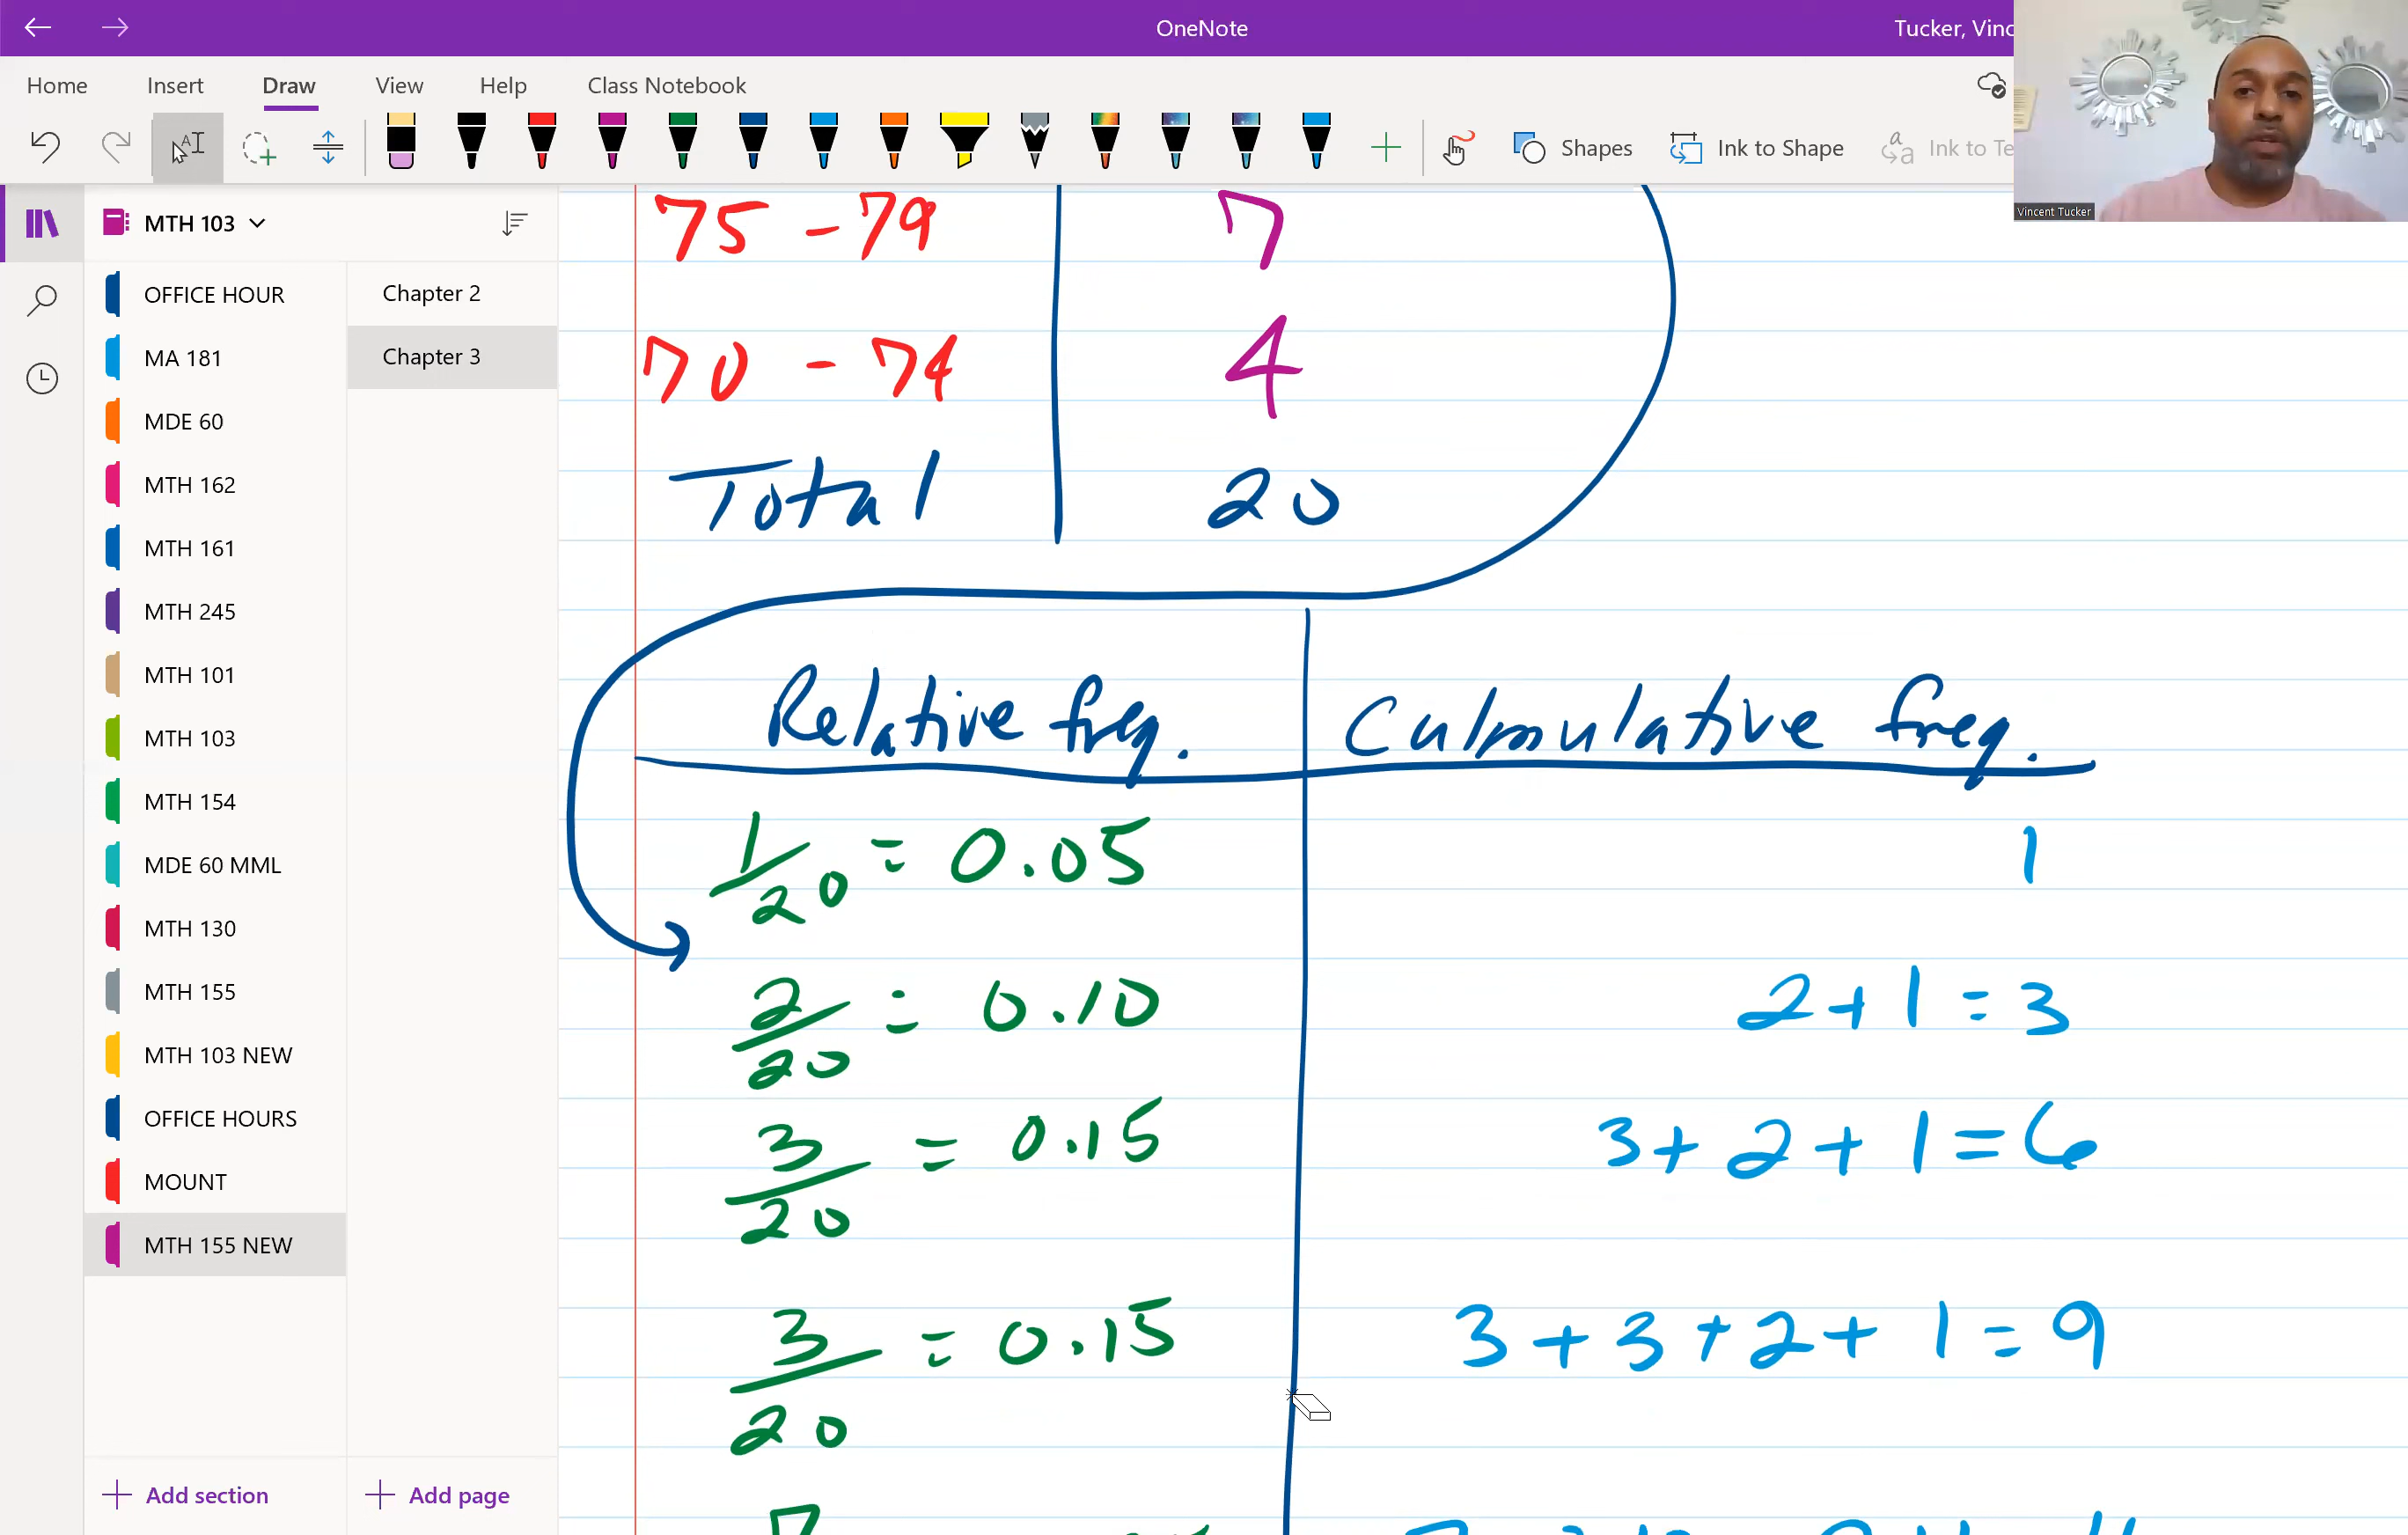 OneNote
Tucker, Vinc
Home Insert Draw View Help Class Notebook
Shapes Ink to Shape Ink to Te
Vincent Tucker
MTH 103
OFFICE HOUR
MA 181
MDE 60
MTH 162
MTH 161
MTH 245
MTH 101
MTH 103
MTH 154
MDE 60 MML
MTH 130
MTH 155
MTH 103 NEW
OFFICE HOURS
MOUNT
MTH 155 NEW
Add section
Chapter 2
Chapter 3
Add page
75 - 79 7
70 - 74 4
Total 20
Relative freq. Culmulative freq.
1/20 = 0.05 1
2/20 = 0.10 2 + 1 = 3
3/20 = 0.15 3 + 2 + 1 = 6
3/20 = 0.15 3 + 3 + 2 + 1 = 9
7